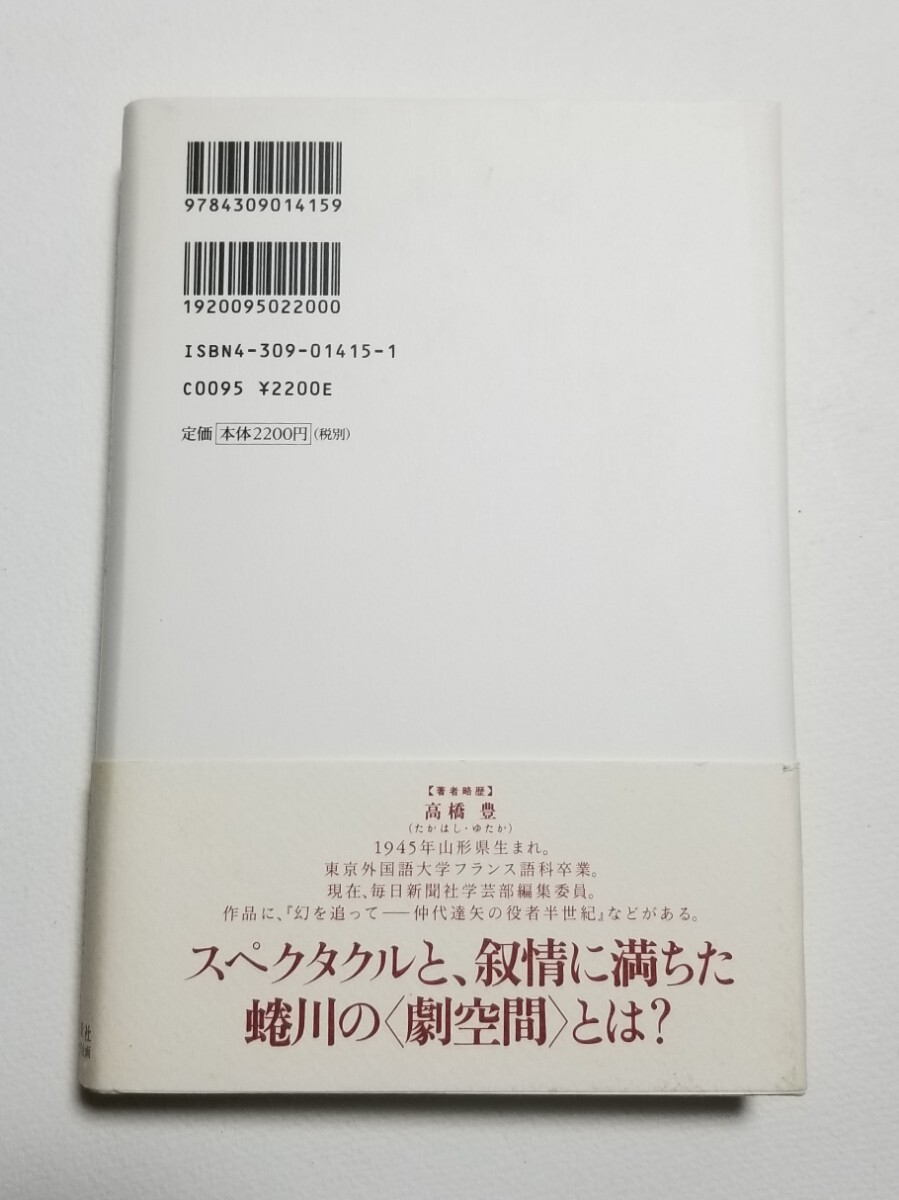 9784309014159
1920095022000
ISBN4-309-01415-1
C0095 ¥2200E
定価 本体2200円(税別)
【著者略歴】
高橋 豊
(たかはし・ゆたか)
1945年山形県生まれ。
東京外国語大学フランス語科卒業。
現在、毎日新聞社学芸部編集委員。
作品に、『幻を追って——仲代達矢の役者半世紀』などがある。
スペクタクルと、叙情に満ちた
蜷川の〈劇空間〉とは?
社
画